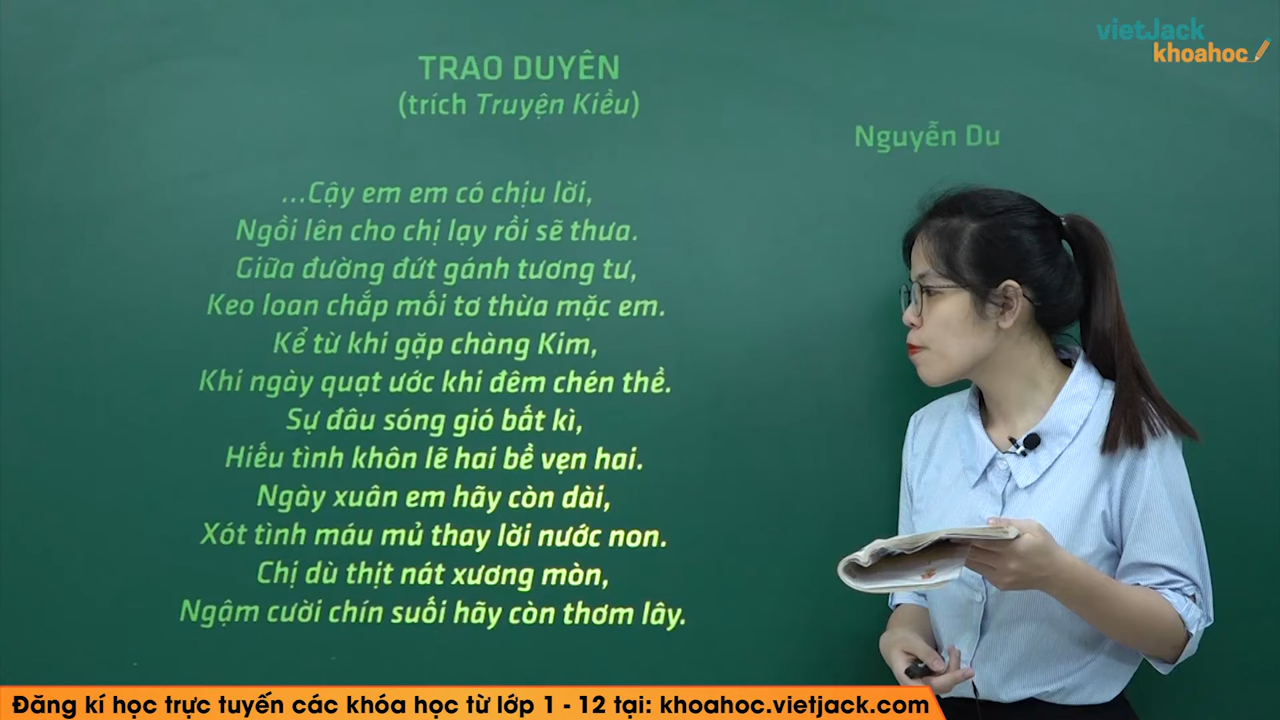 vietJack
khoahoc
TRAO DUYÊN
(trích Truyện Kiều)
Nguyễn Du
...Cậy em em có chịu lời,
Ngồi lên cho chị lạy rồi sẽ thưa.
Giữa đường đứt gánh tương tư,
Keo loan chắp mối tơ thừa mặc em.
Kể từ khi gặp chàng Kim,
Khi ngày quạt ước khi đêm chén thề.
Sự đâu sóng gió bất kì,
Hiếu tình khôn lẽ hai bề vẹn hai.
Ngày xuân em hãy còn dài,
Xót tình máu mủ thay lời nước non.
Chị dù thịt nát xương mòn,
Ngậm cười chín suối hãy còn thơm lây.
Đăng kí học trực tuyến các khóa học từ lớp 1 - 12 tại: khoahoc.vietjack.com